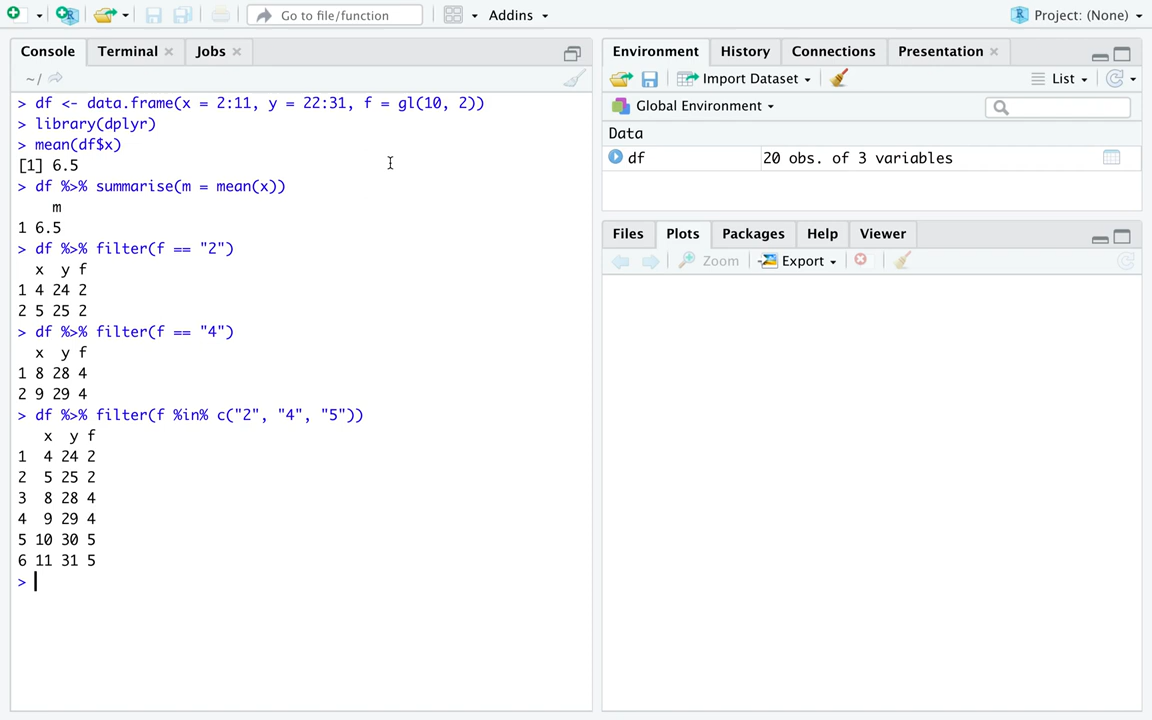 Go to file/function
Addins
Project: (None)
Console
Terminal
Jobs
~/
> df <- data.frame(x = 2:11, y = 22:31, f = gl(10, 2))
> library(dplyr)
> mean(df$x)
[1] 6.5
> df %>% summarise(m = mean(x))
m
1 6.5
> df %>% filter(f == "2")
x y f
1 4 24 2
2 5 25 2
> df %>% filter(f == "4")
x y f
1 8 28 4
2 9 29 4
> df %>% filter(f %in% c("2", "4", "5"))
x y f
1 4 24 2
2 5 25 2
3 8 28 4
4 9 29 4
5 10 30 5
6 11 31 5
>
Environment
History
Connections
Presentation
Import Dataset
List
Global Environment
Data
df 20 obs. of 3 variables
Files
Plots
Packages
Help
Viewer
Zoom
Export